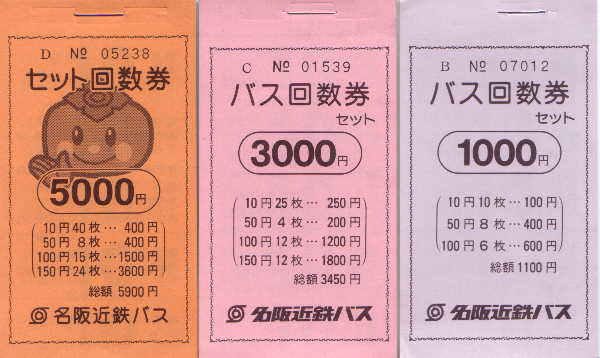 D № 05238
セット回数券
5000円
10円 40枚…400円
50円 8枚…400円
100円 15枚…1500円
150円 24枚…3600円
総額 5900円
名阪近鉄バス
C № 01539
バス回数券
セット
3000円
10円 25枚…250円
50円 4枚…200円
100円 12枚…1200円
150円 12枚…1800円
総額 3450円
名阪近鉄バス
B № 07012
バス回数券
セット
1000円
10円 10枚…100円
50円 8枚…400円
100円 6枚…600円
総額 1100円
名阪近鉄バス